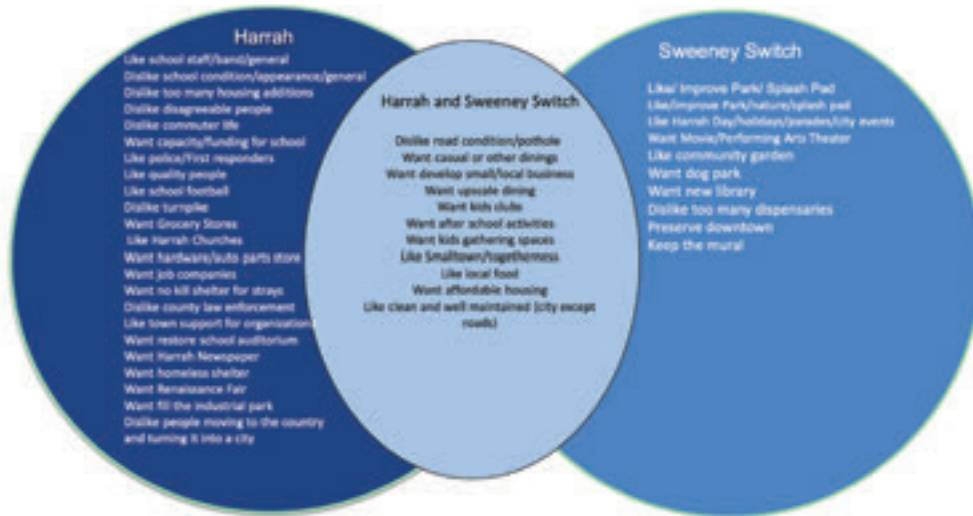 Harrah
Like school staff/band/general
Dislike school condition/appearance/general
Dislike too many housing additions
Dislike disagreeable people
Dislike commuter life
Want capacity/funding for school
Like police/First responders
Like quality people
Like school football
Dislike turnpike
Want Grocery Stores
Like Harrah Churches
Want hardware/auto parts store
Want job companies
Want no kill shelter for strays
Dislike county law enforcement
Like town support for organization
Want restore school auditorium
Want Harrah Newspaper
Want homeless shelter
Want Renaissance Fair
Want fill the industrial park
Dislike people moving to the country
and turning it into a city
Harrah and Sweeney Switch
Dislike road condition/pothole
Want casual or other dinings
Want develop small/local business
Want upscale dining
Want kids clubs
Want after school activities
Want kids gathering spaces
Like Smalltown/togetherness
Like local food
Want affordable housing
Like clean and well maintained (city except
roads)
Sweeney Switch
Like/ Improve Park/ Splash Pad
Like/improve Park/nature/splash pad
Like Harrah Day/holidays/parades/city events
Want Movie/Performing Arts Theater
Like community garden
Want dog park
Want new library
Dislike too many dispensaries
Preserve downtown
Keep the mural